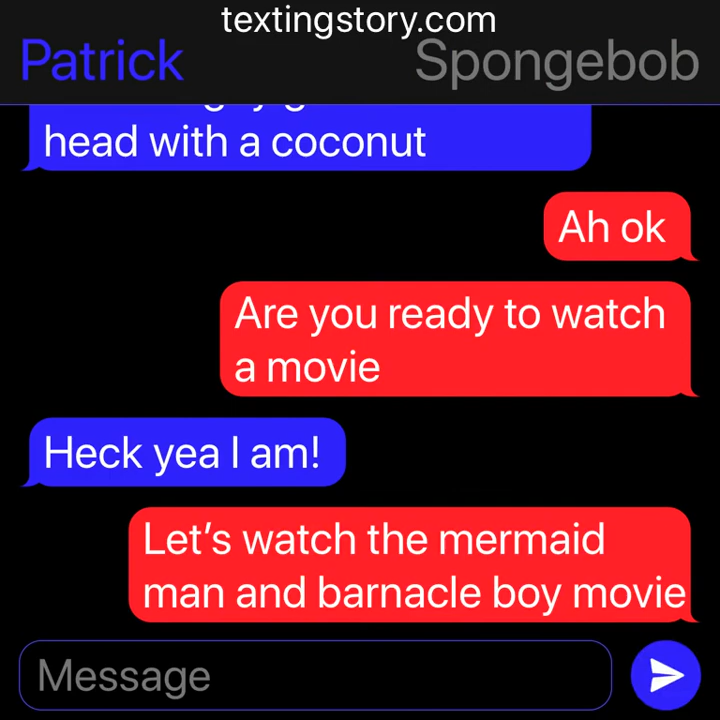 textingstory.com
Patrick
Spongebob
head with a coconut
Ah ok
Are you ready to watch
a movie
Heck yea I am!
Let’s watch the mermaid
man and barnacle boy movie
Message